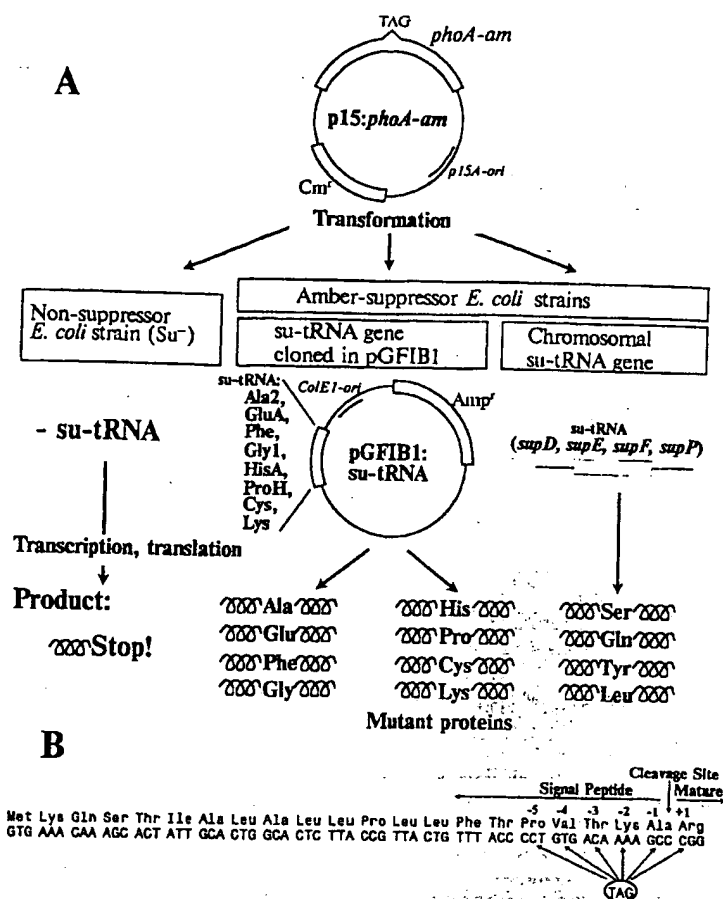 TAG
phoA-am
A
p15:phoA-am
p15A-ori
Cmr
Transformation
Non-suppressor
E. coli strain (Su-)
Amber-suppressor E. coli strains
su-tRNA gene
cloned in pGFIB1
Chromosomal
su-tRNA gene
su-tRNA:
Ala2,
GluA,
Phe,
Gly1,
HisA,
ProH,
Cys,
Lys
ColE1-ori
Ampr
pGFIB1:
su-tRNA
- su-tRNA
su-tRNA
(supD, supE, supF, supP)
Transcription, translation
Product:
Stop!
Ala
Glu
Phe
Gly
His
Pro
Cys
Lys
Ser
Gln
Tyr
Leu
Mutant proteins
B
Cleavage Site
Signal Peptide
Mature
-5 -4 -3 -2 -1 +1
Met Lys Gln Ser Thr Ile Ala Leu Ala Leu Leu Pro Leu Leu Phe Thr Pro Val Thr Lys Ala Arg
GTG AAA CAA AGC ACT ATT GCA CTG GCA CTC TTA CCG TTA CTG TTT ACC CCT GTG ACA AAA GCC CGG
TAG